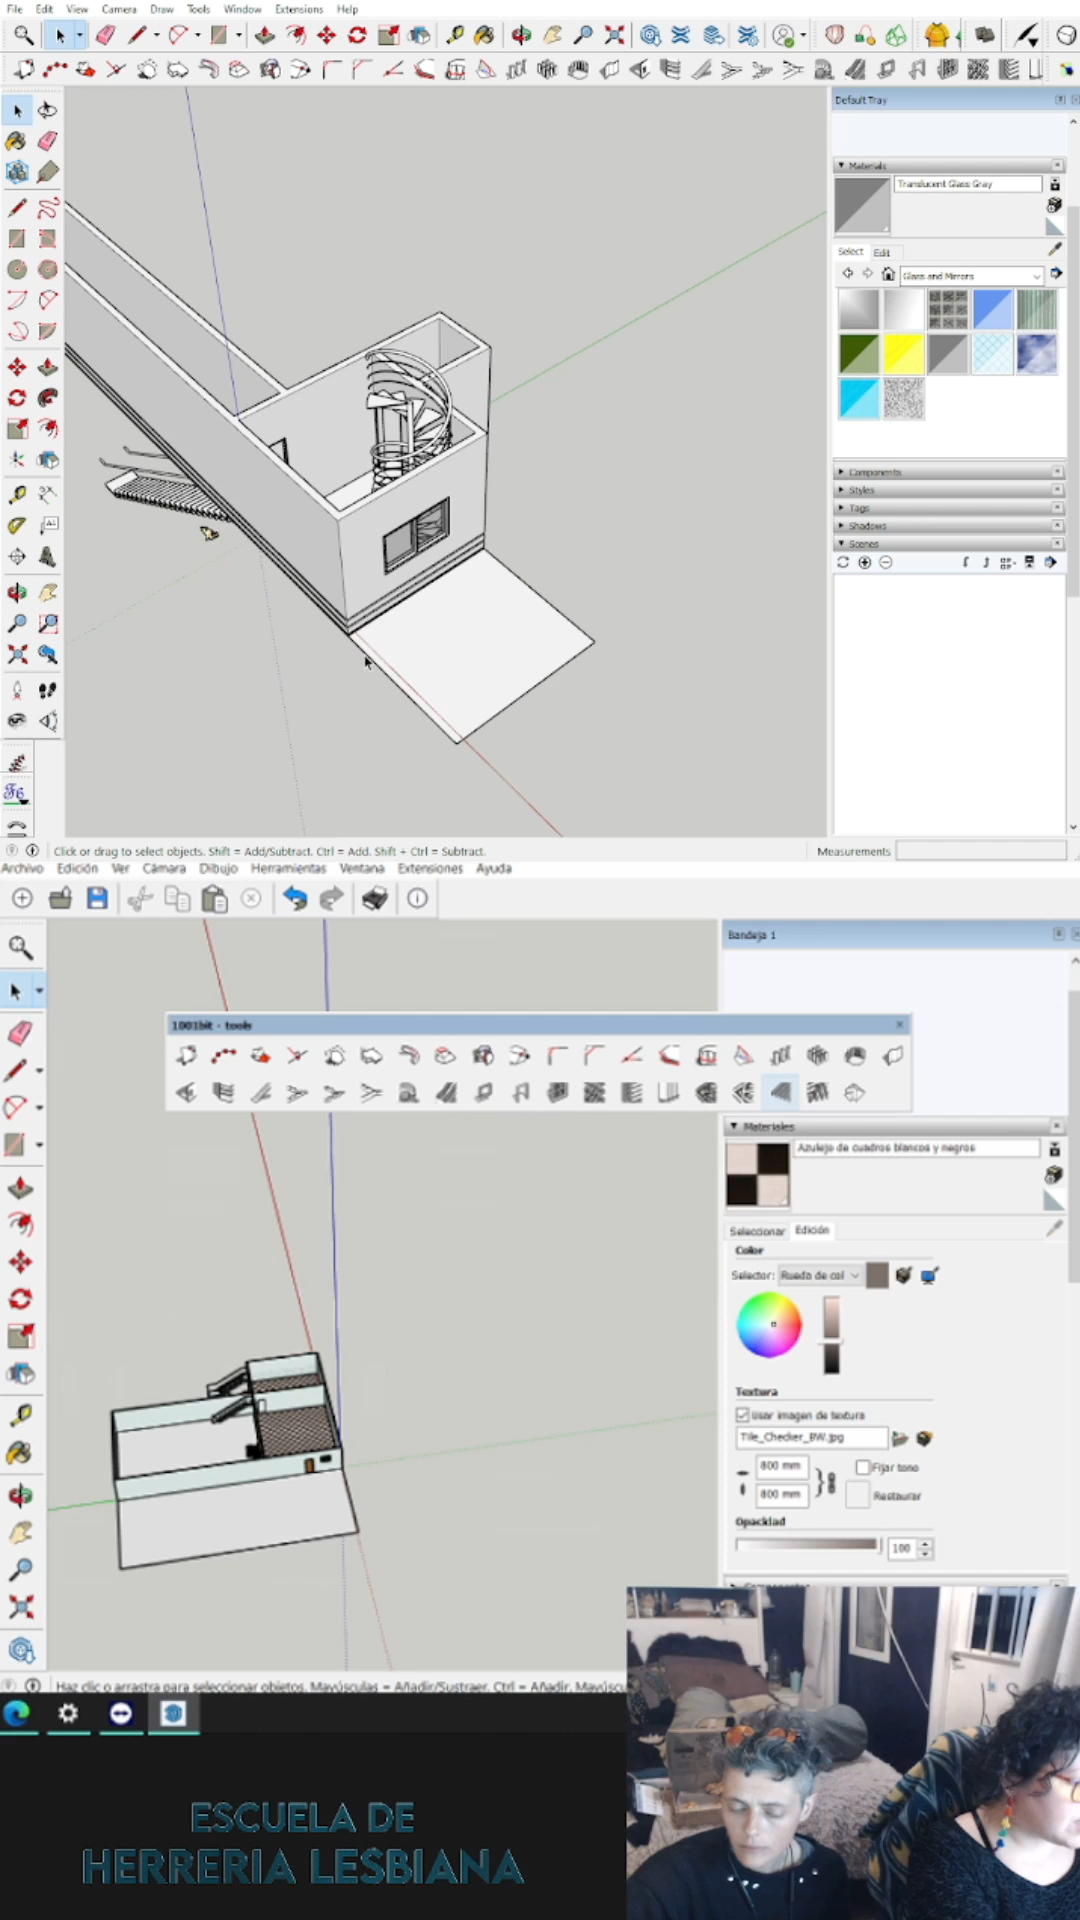 File Edit View Camera Draw Tools Window Extensions Help
Default Tray
Materials
Translucent Glass Gray
Select Edit
Glass and Mirrors
Components
Styles
Tags
Shadows
Scenes
Click or drag to select objects. Shift = Add/Subtract. Ctrl = Add. Shift + Ctrl = Subtract.
Measurements
Archivo Edición Ver Cámara Dibujo Herramientas Ventana Extensiones Ayuda
Bandeja 1
1001bit - tools
Materiales
Azulejo de cuadros blancos y negros
Seleccionar Edición
Color
Selector: Rueda de col
Textura
Usar imagen de textura
Tile_Checker_BW.jpg
800 mm
Fijar tono
800 mm
Restaurar
Opacidad
100
Haz clic o arrastra para seleccionar objetos. Mayúsculas = Añadir/Sustraer. Ctrl = Añadir. Mayúscu
ESCUELA DE
HERRERIA LESBIANA